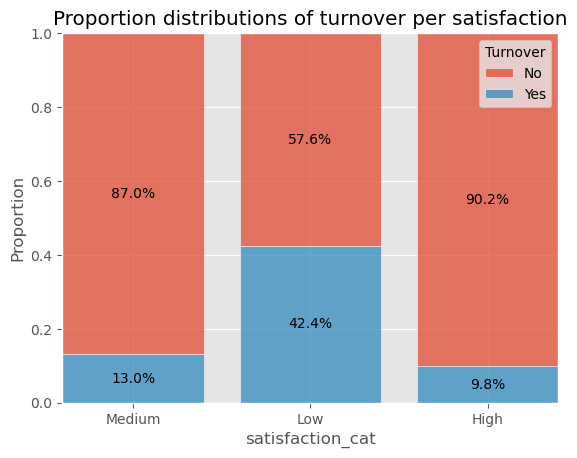 Proportion distributions of turnover per satisfaction
Proportion
1.0
0.8
0.6
0.4
0.2
0.0
Turnover
No
Yes
87.0%
57.6%
90.2%
13.0%
42.4%
9.8%
Medium
Low
High
satisfaction_cat